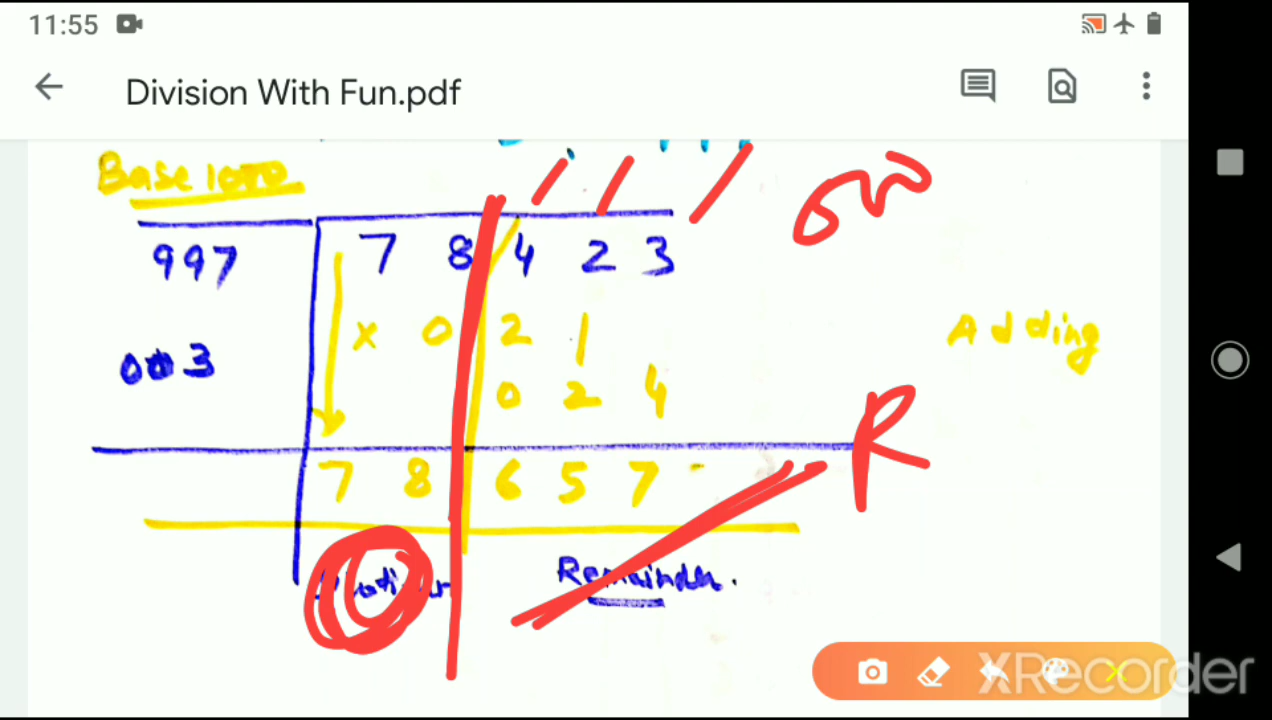 11:55
Division With Fun.pdf
Base 1000
997 7 8 4 2 3
x 0 2 1
003
0 2 4
Adding
R
7 8 6 5 7
Remainder.
XRecorder